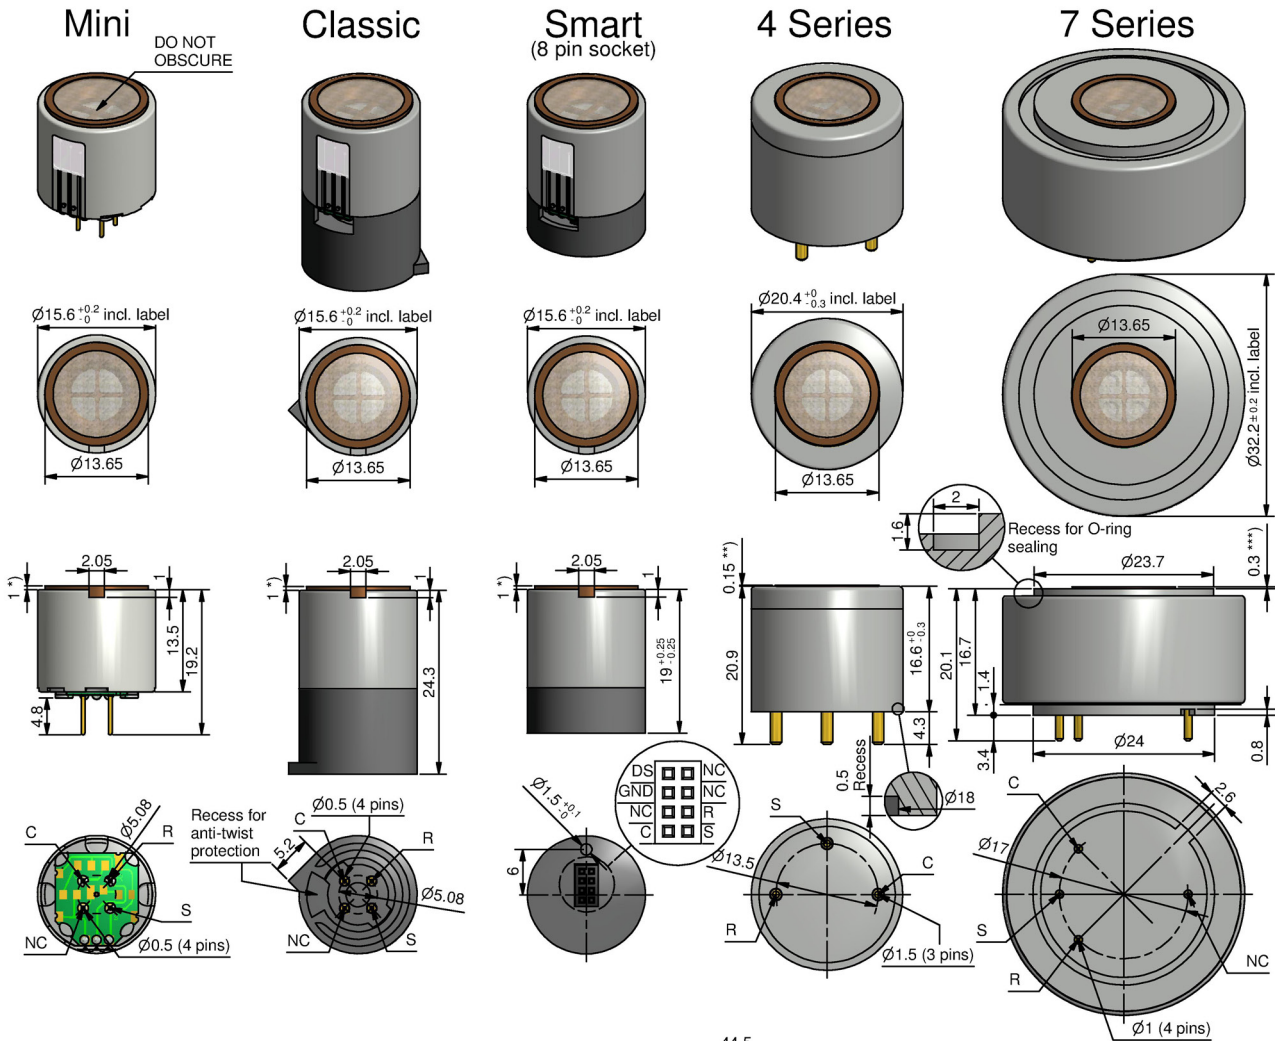 Mini
Classic
Smart
(8 pin socket)
4 Series
7 Series
DO NOT
OBSCURE
Ø15.6 +0.2 -0 incl. label
Ø15.6 +0.2 -0 incl. label
Ø15.6 +0.2 -0 incl. label
Ø20.4 +0 -0.3 incl. label
Ø13.65
Ø32.2±0.2 incl. label
Ø13.65
Ø13.65
Ø13.65
Ø13.65
2
1.6
Recess for O-ring
sealing
2.05
1
1 *)
13.5
19.2
4.8
2.05
1
1 *)
24.3
2.05
1
1 *)
19 +0.25 -0.25
0.15 **)
20.9
16.6 +0 -0.3
4.3
0.5
Recess
Ø18
0.3 ***)
Ø23.7
20.1
16.7
1.4
3.4
Ø24
0.8
DS
NC
GND
NC
NC
R
C
S
C
Ø5.08
R
S
NC
Ø0.5 (4 pins)
Recess for
anti-twist
protection
5.2
Ø0.5 (4 pins)
C
R
Ø5.08
NC
S
Ø1.5 +0.1 -0
6
S
Ø13.5
C
R
Ø1.5 (3 pins)
2.6
C
Ø17
S
R
NC
Ø1 (4 pins)